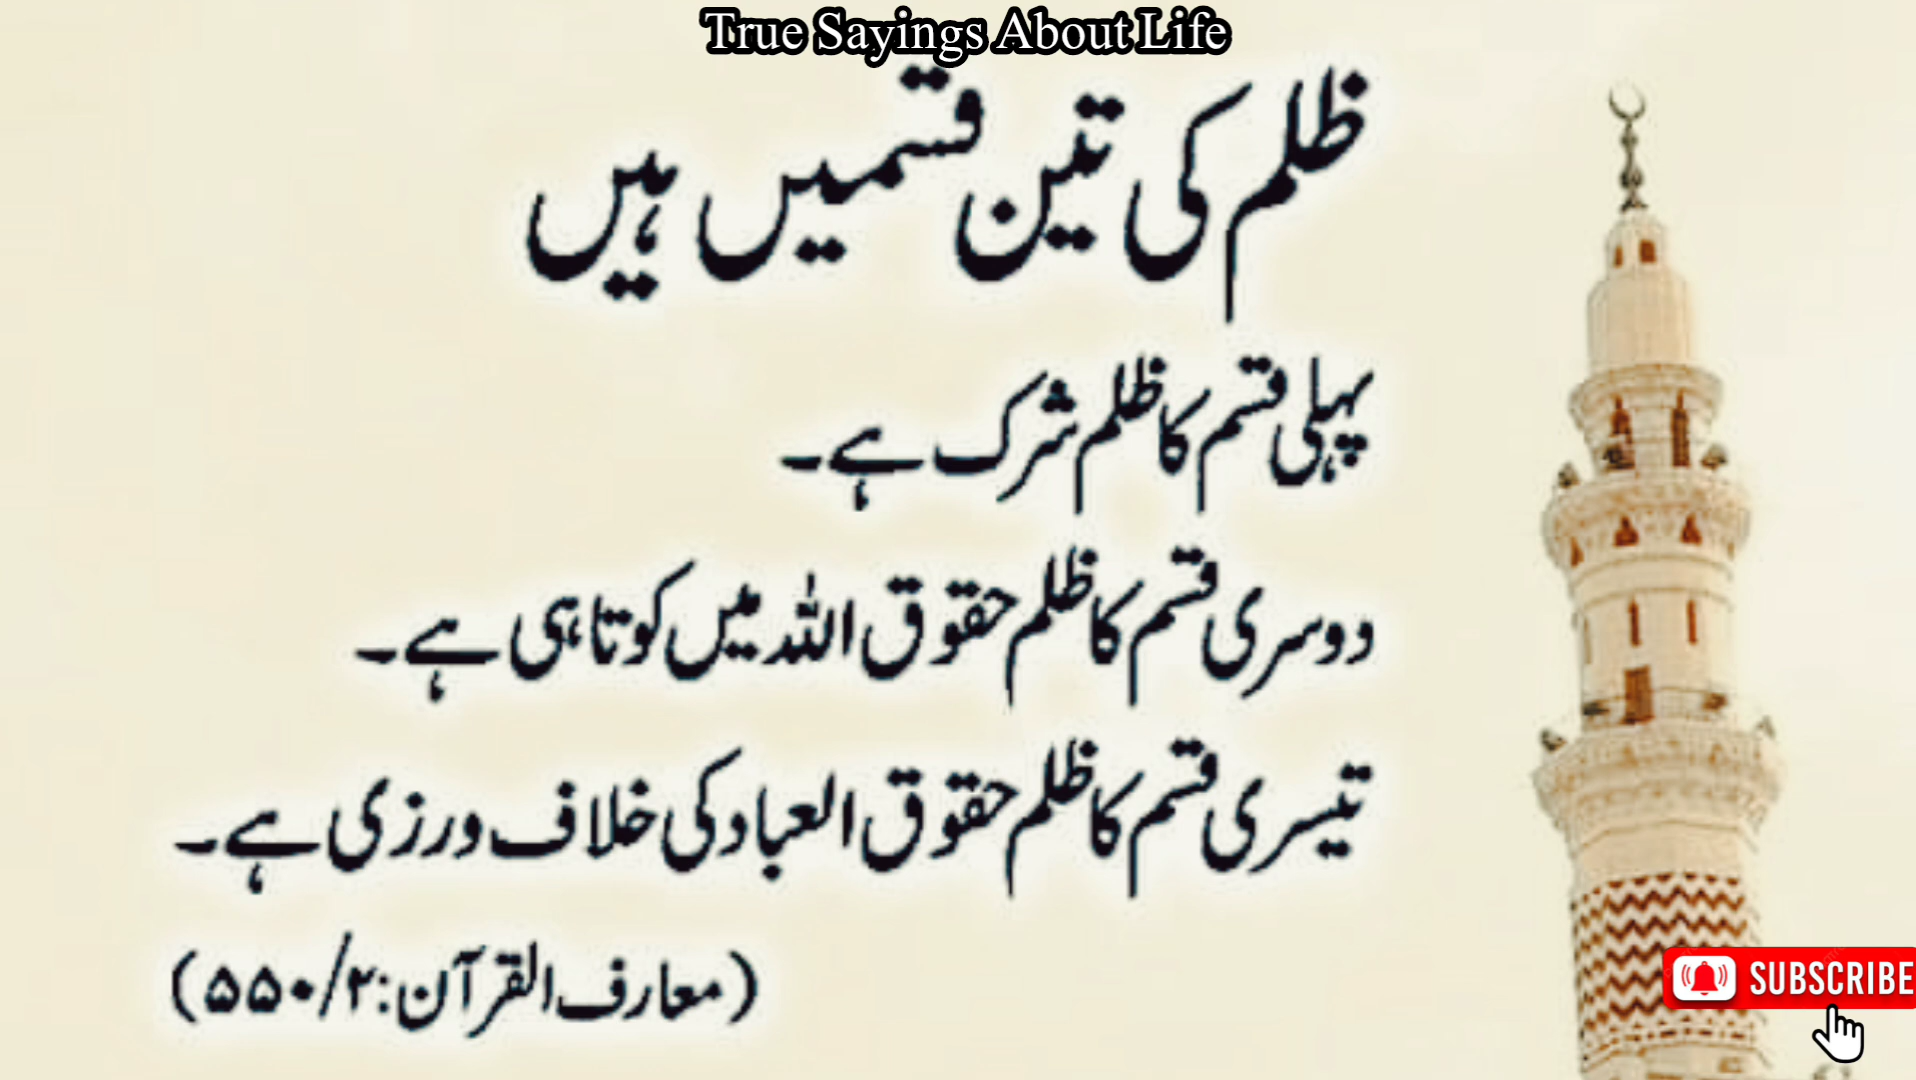 True Sayings About Life
ظلم کی تین قسمیں ہیں
پہلی قسم کا ظلم شرک ہے۔
دوسری قسم کا ظلم حقوق اللہ میں کوتاہی ہے۔
تیسری قسم کا ظلم حقوق العباد کی خلاف ورزی ہے۔
(معارف القرآن: ۲/۵۵۰)
SUBSCRIBE